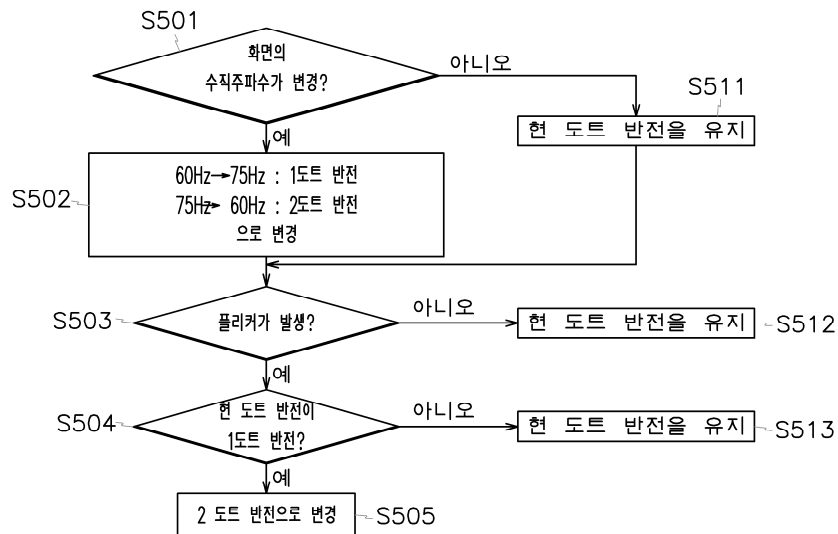 S501
화면의
수직주파수가 변경?
아니오
S511
현 도트 반전을 유지
예
S502
60Hz→75Hz : 1도트 반전
75Hz→ 60Hz : 2도트 반전
으로 변경
S503
플리커가 발생?
아니오
현 도트 반전을 유지
S512
예
S504
현 도트 반전이
1도트 반전?
아니오
현 도트 반전을 유지
S513
예
2 도트 반전으로 변경
S505